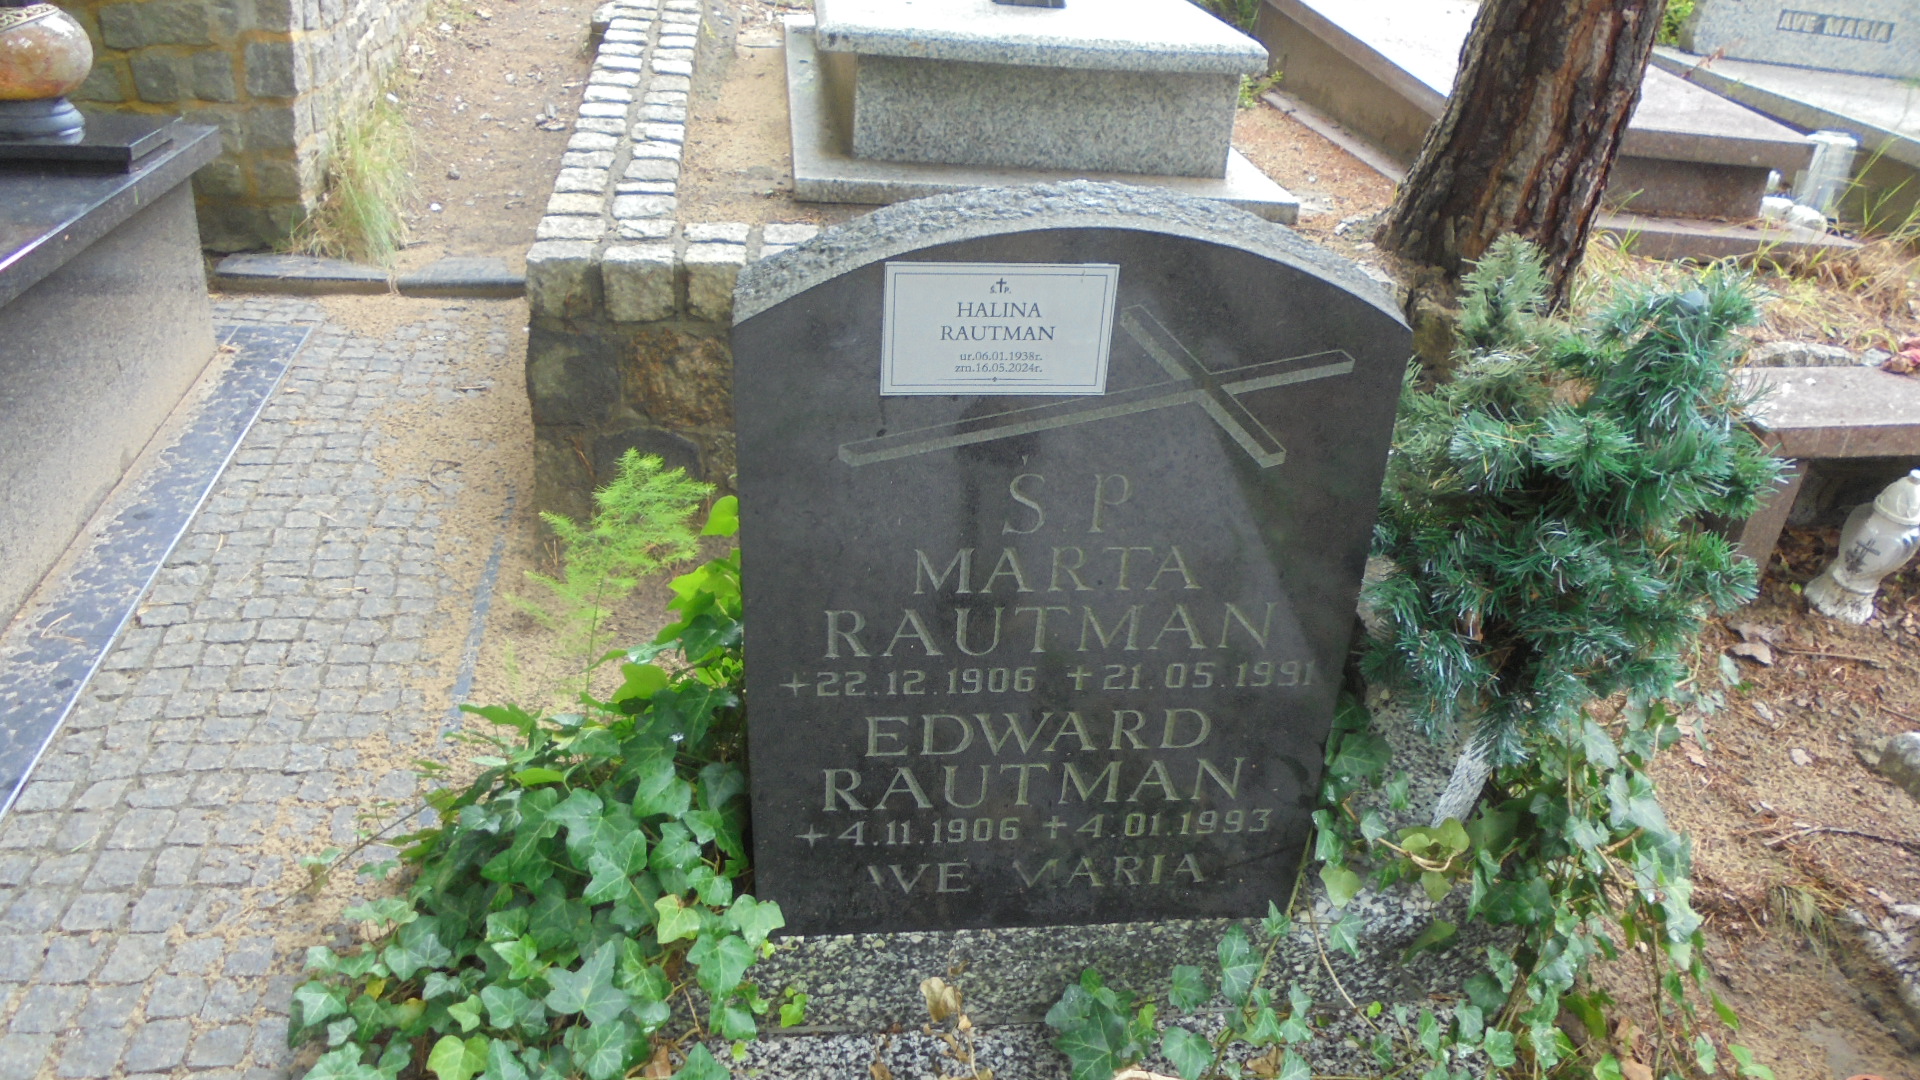 AVE MARIA
Ś P.
HALINA
RAUTMAN
ur.06.01.1938r.
zm.16.05.2024r.
Ś P
MARTA
RAUTMAN
+22.12.1906 +21.05.1991
EDWARD
RAUTMAN
+4.11.1906 +4.01.1993
AVE MARIA